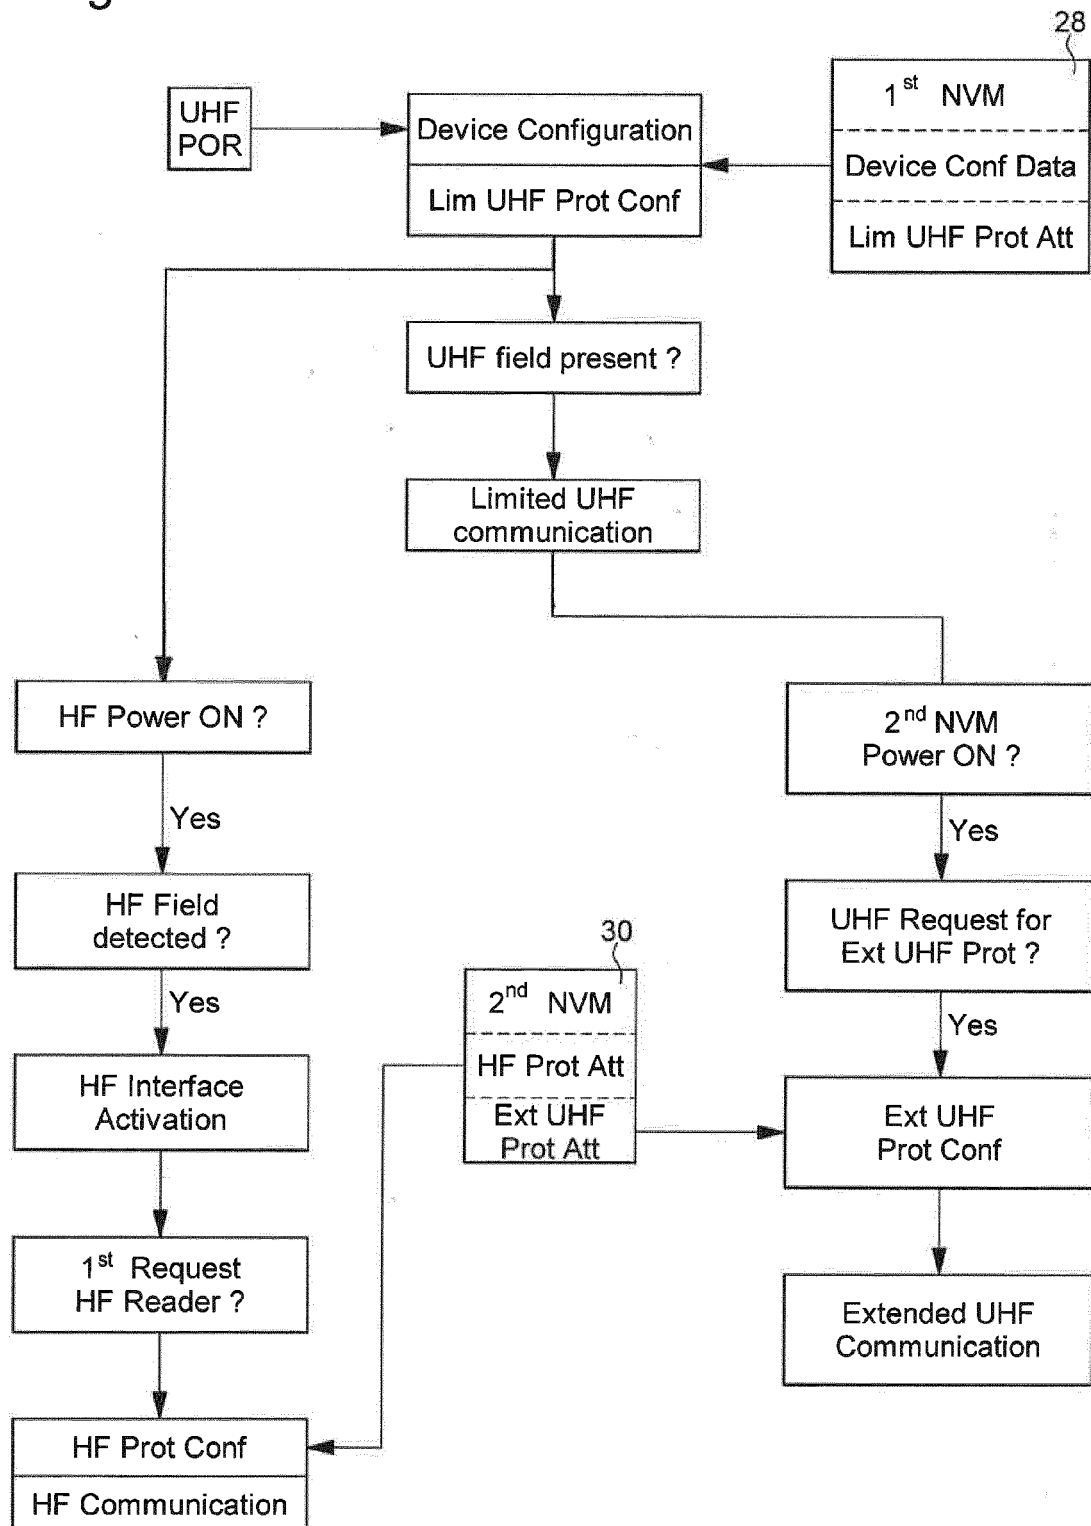 28
UHF
POR
Device Configuration
Lim UHF Prot Conf
1st NVM
Device Conf Data
Lim UHF Prot Att
UHF field present ?
Limited UHF
communication
HF Power ON ?
2nd NVM
Power ON ?
Yes
Yes
HF Field
detected ?
UHF Request for
Ext UHF Prot ?
30
Yes
Yes
2nd NVM
HF Prot Att
Ext UHF
Prot Att
HF Interface
Activation
Ext UHF
Prot Conf
1st Request
HF Reader ?
Extended UHF
Communication
HF Prot Conf
HF Communication